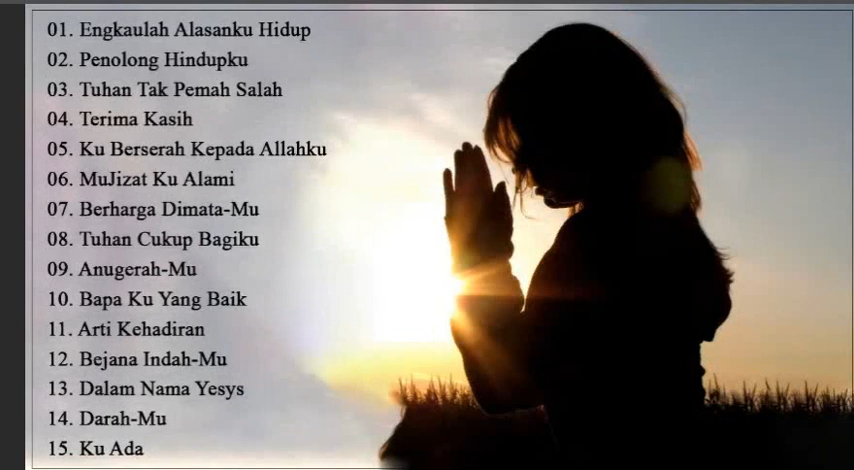 01. Engkaulah Alasanku Hidup
02. Penolong Hindupku
03. Tuhan Tak Pemah Salah
04. Terima Kasih
05. Ku Berserah Kepada Allahku
06. MuJizat Ku Alami
07. Berharga Dimata-Mu
08. Tuhan Cukup Bagiku
09. Anugerah-Mu
10. Bapa Ku Yang Baik
11. Arti Kehadiran
12. Bejana Indah-Mu
13. Dalam Nama Yesys
14. Darah-Mu
15. Ku Ada